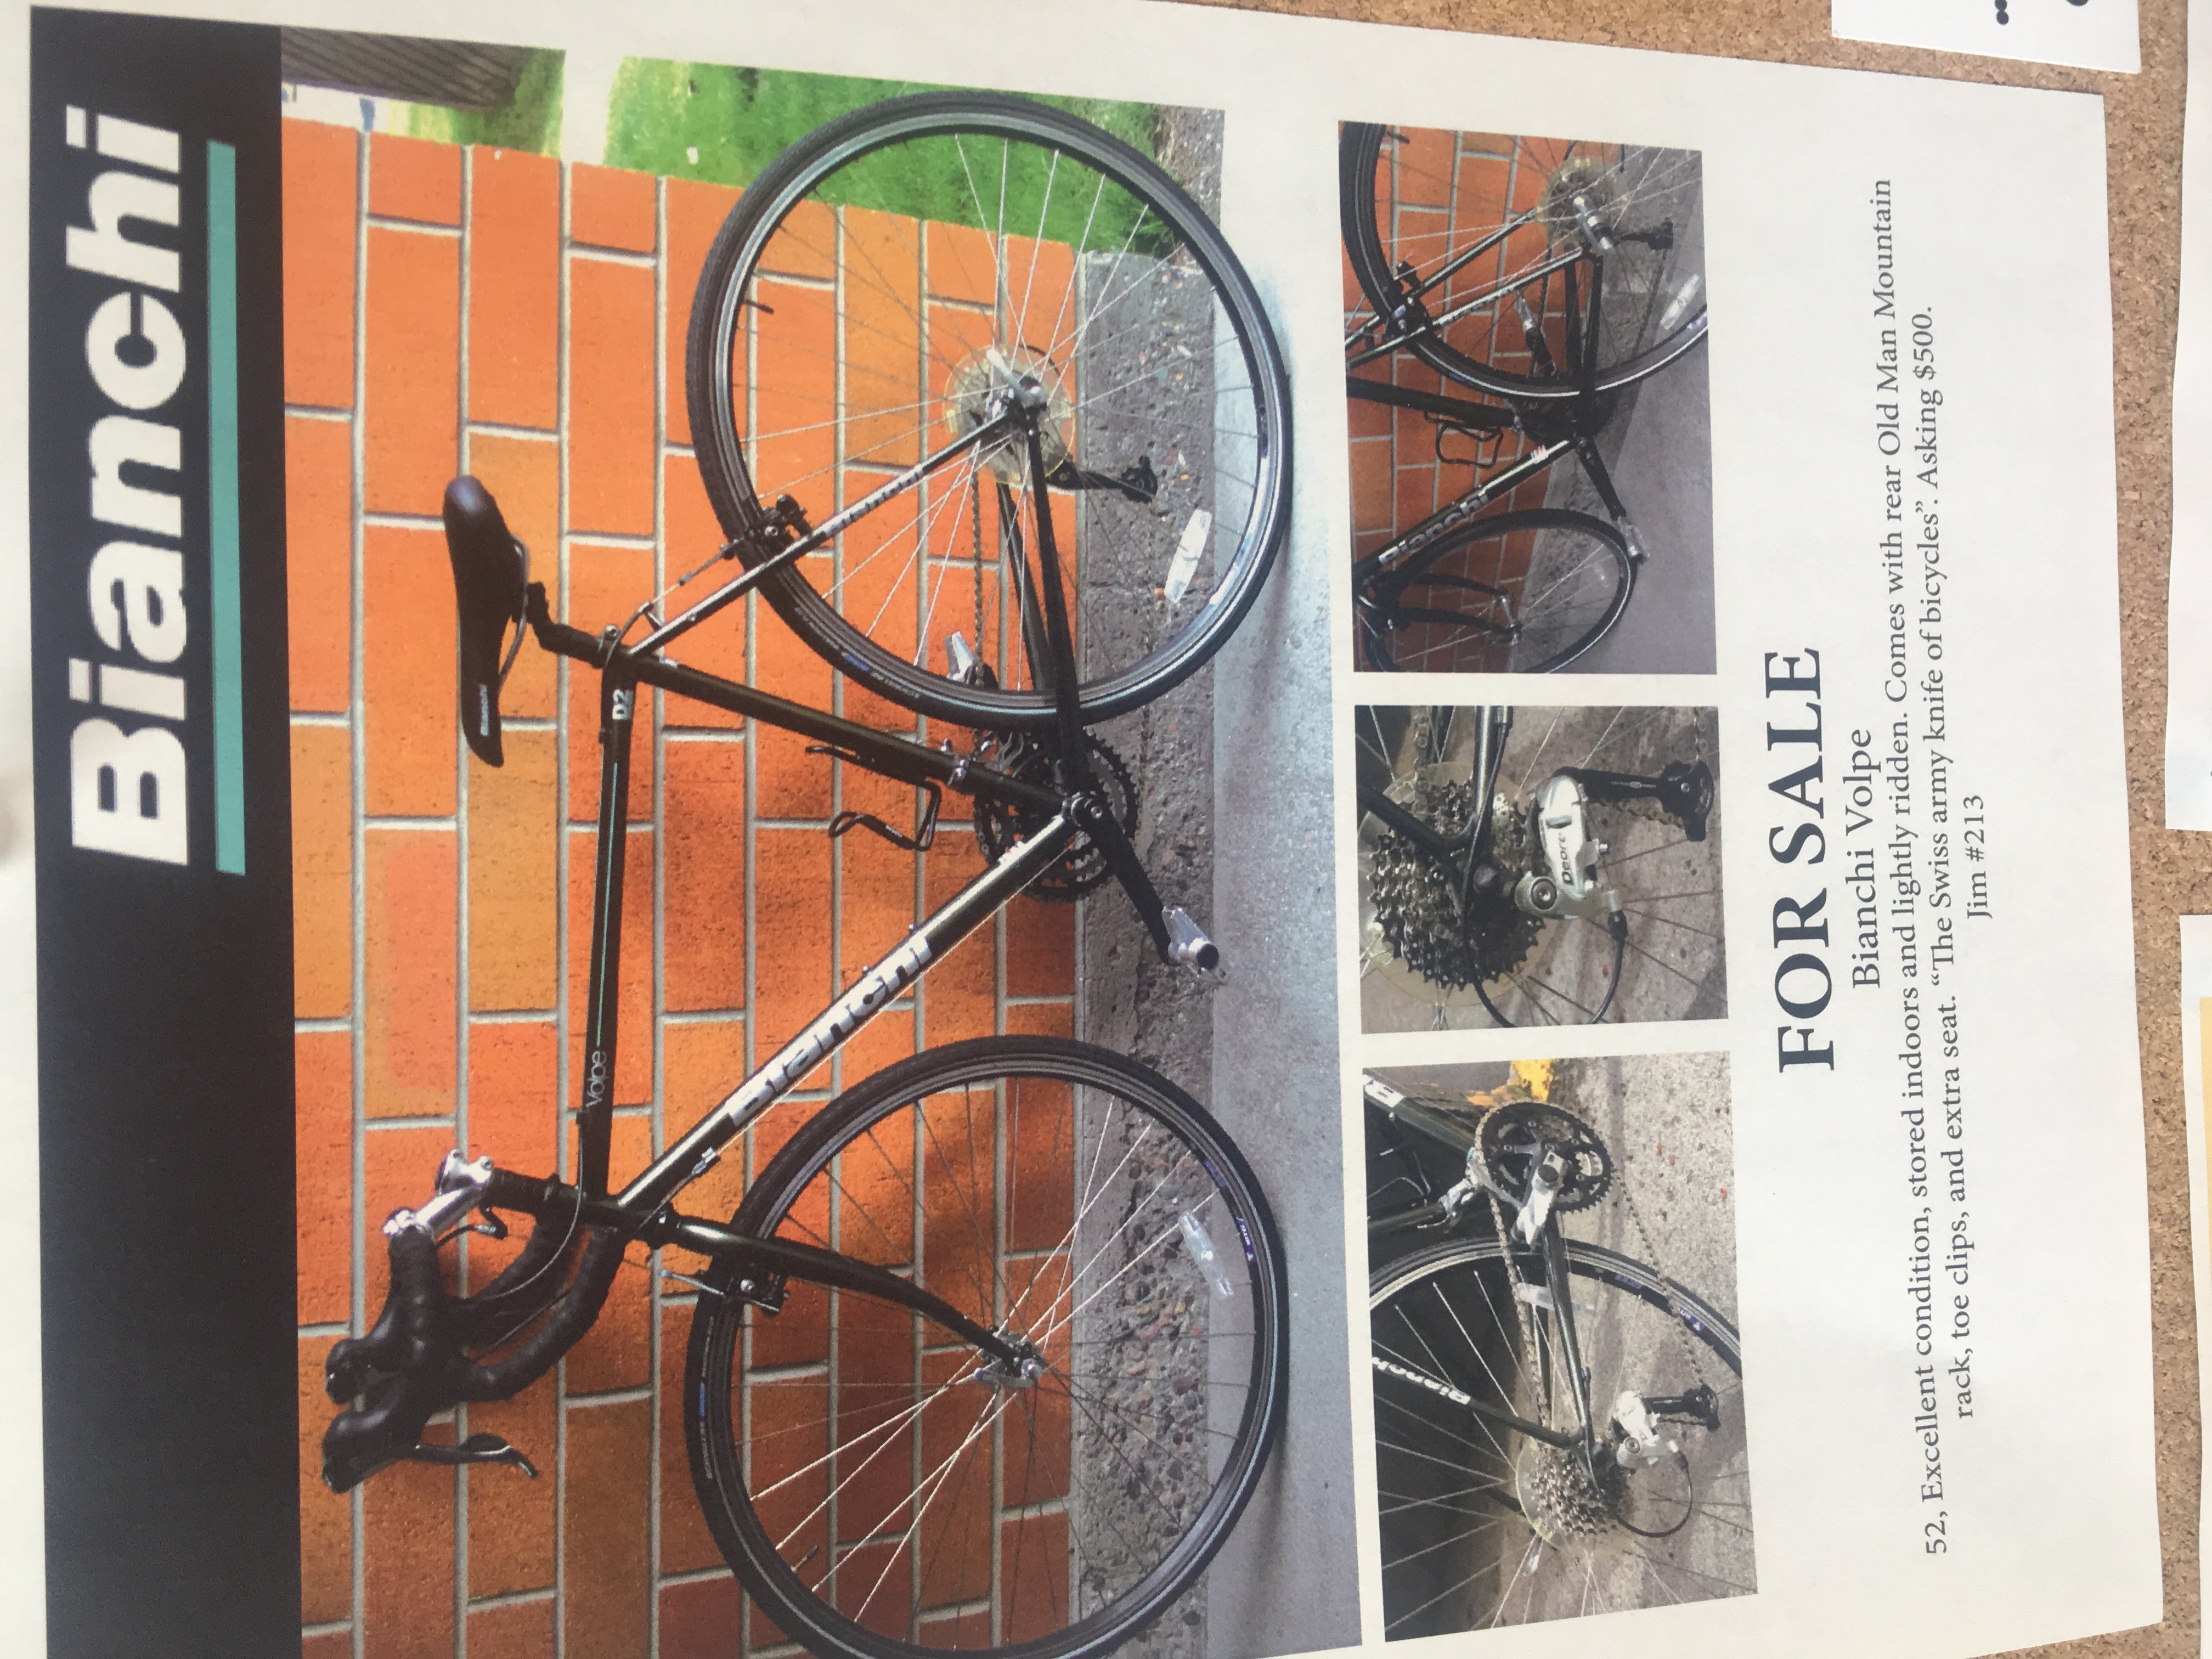 Bianchi
Bianchi
Volpe
D2
Bianchi
Bianchi
Deore
Bianchi
FOR SALE
Bianchi Volpe
52, Excellent condition, stored indoors and lightly ridden. Comes with rear Old Man Mountain
rack, toe clips, and extra seat. “The Swiss army knife of bicycles”. Asking $500.
Jim #213